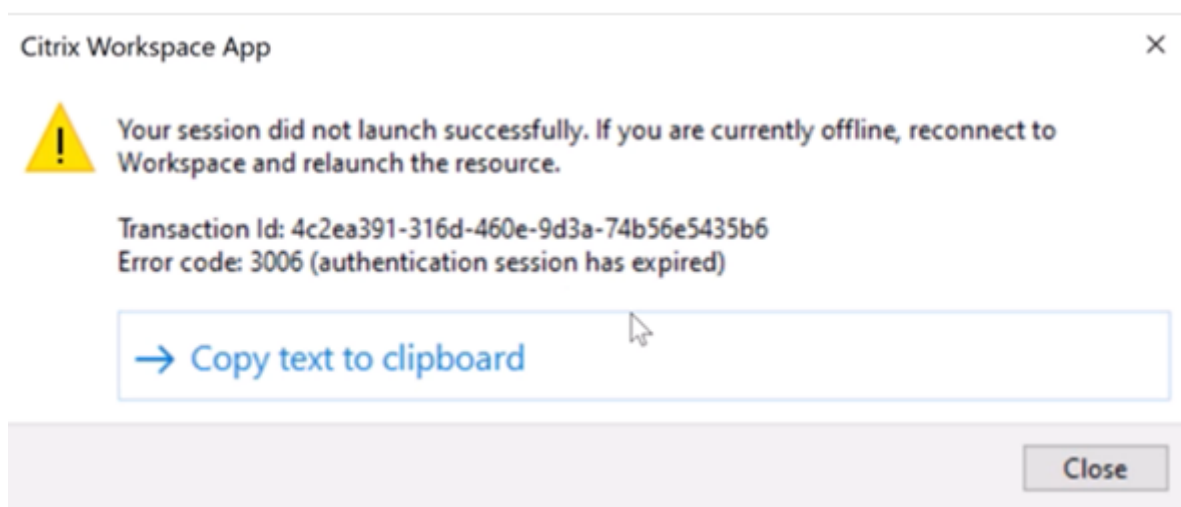 Citrix Workspace App
Your session did not launch successfully. If you are currently offline, reconnect to
Workspace and relaunch the resource.
Transaction Id: 4c2ea391-316d-460e-9d3a-74b56e5435b6
Error code: 3006 (authentication session has expired)
Copy text to clipboard
Close